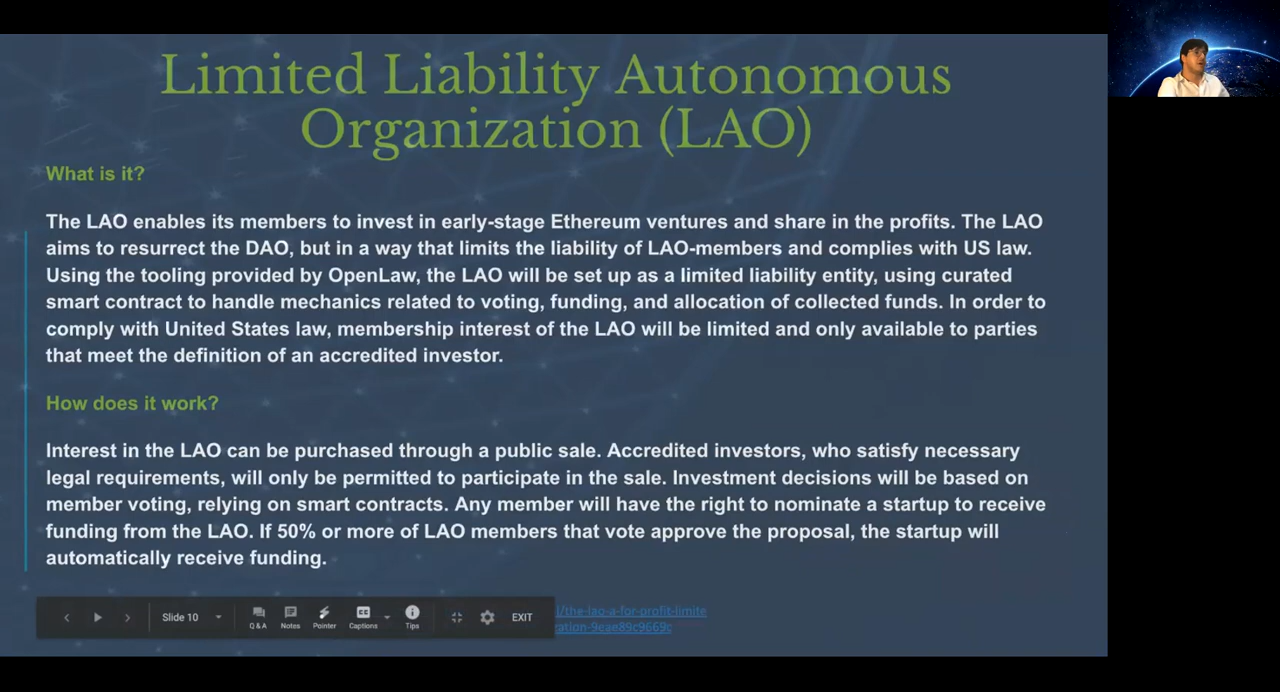 Limited Liability Autonomous
Organization (LAO)
What is it?
The LAO enables its members to invest in early-stage Ethereum ventures and share in the profits. The LAO
aims to resurrect the DAO, but in a way that limits the liability of LAO-members and complies with US law.
Using the tooling provided by OpenLaw, the LAO will be set up as a limited liability entity, using curated
smart contract to handle mechanics related to voting, funding, and allocation of collected funds. In order to
comply with United States law, membership interest of the LAO will be limited and only available to parties
that meet the definition of an accredited investor.
How does it work?
Interest in the LAO can be purchased through a public sale. Accredited investors, who satisfy necessary
legal requirements, will only be permitted to participate in the sale. Investment decisions will be based on
member voting, relying on smart contracts. Any member will have the right to nominate a startup to receive
funding from the LAO. If 50% or more of LAO members that vote approve the proposal, the startup will
automatically receive funding.
l/the-lao-a-for-profit-limite
ration-9eae89c9669c
Slide 10
Q & A Notes Pointer Captions Tips EXIT